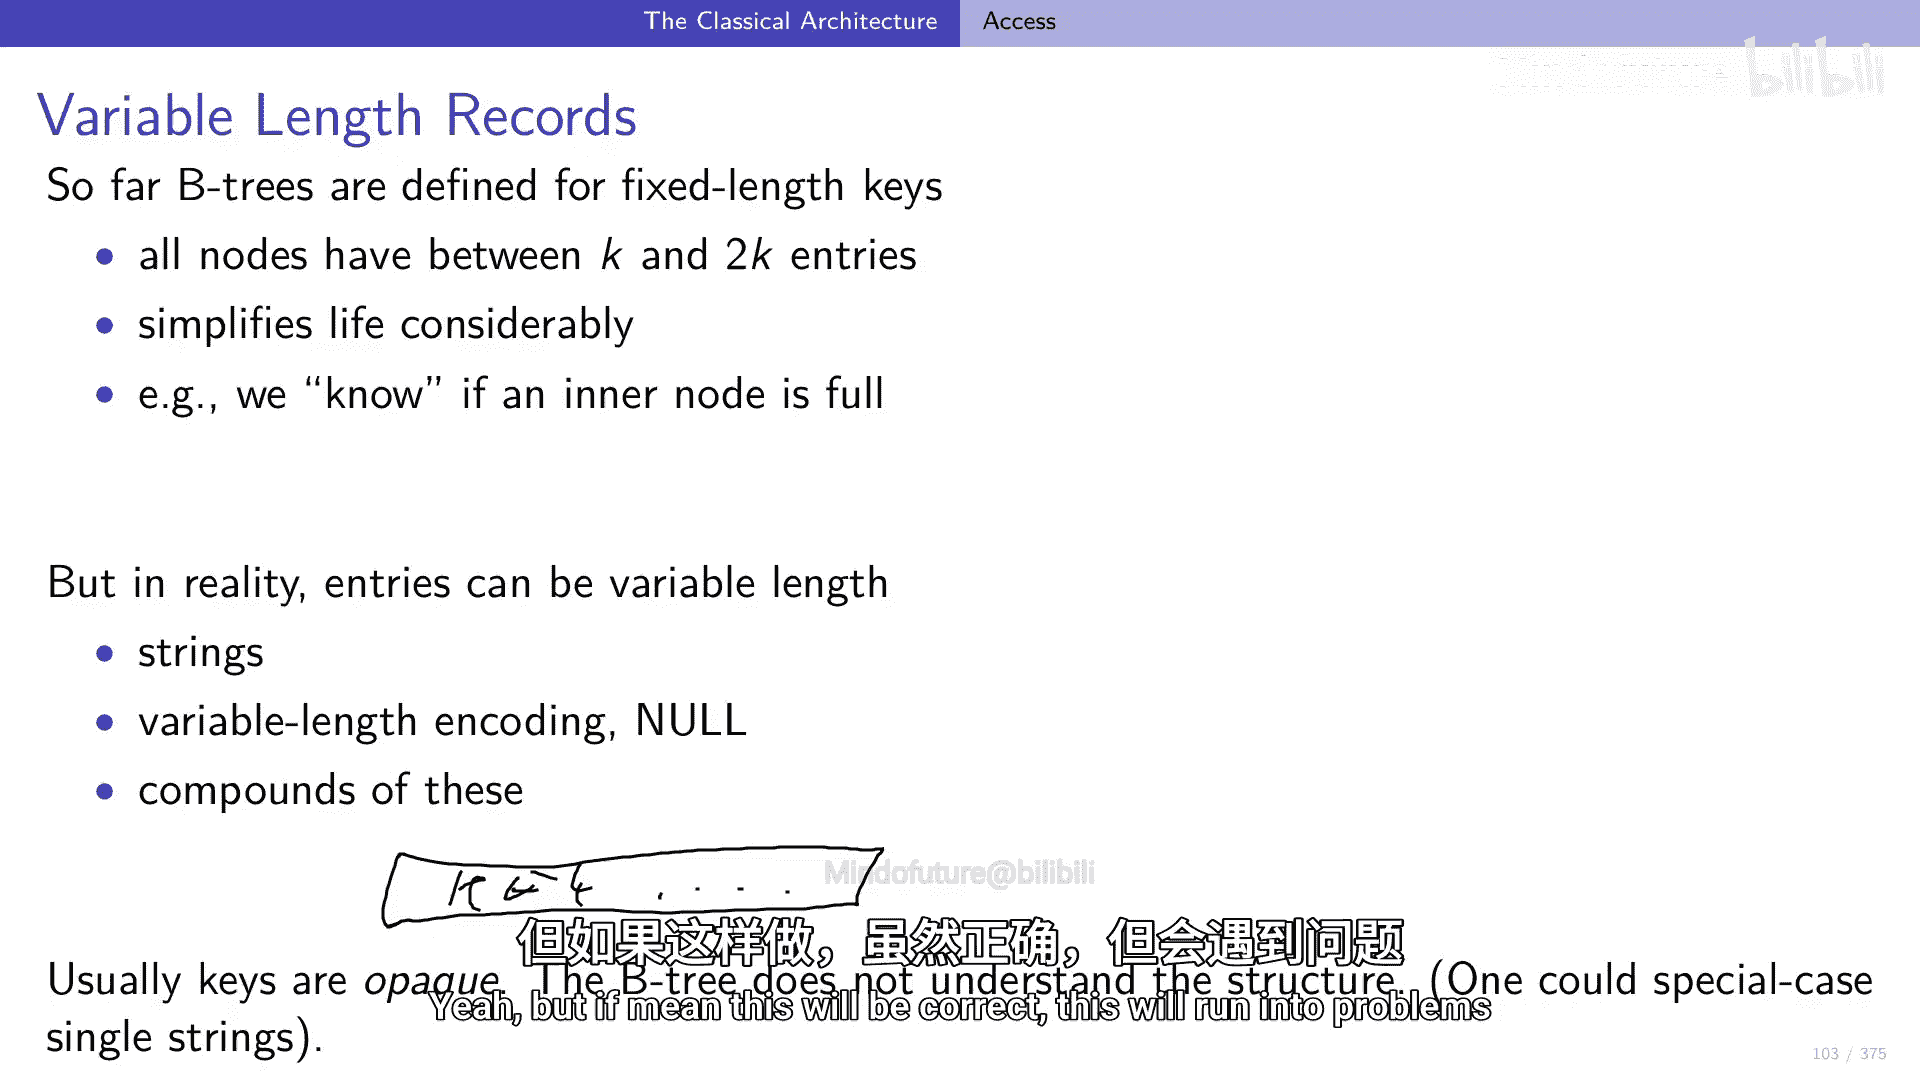 The Classical Architecture Access
bilibili
Variable Length Records
So far B-trees are defined for fixed-length keys
• all nodes have between k and 2k entries
• simplifies life considerably
• e.g., we “know” if an inner node is full
But in reality, entries can be variable length
• strings
• variable-length encoding, NULL
• compounds of these
Mindofuture@bilibili
但如果这样做，虽然正确，但会遇到问题
Usually keys are opaque. The B-tree does not understand the structure. (One could special-case
Yeah, but if mean this will be correct, this will run into problems
single strings).
103 / 375